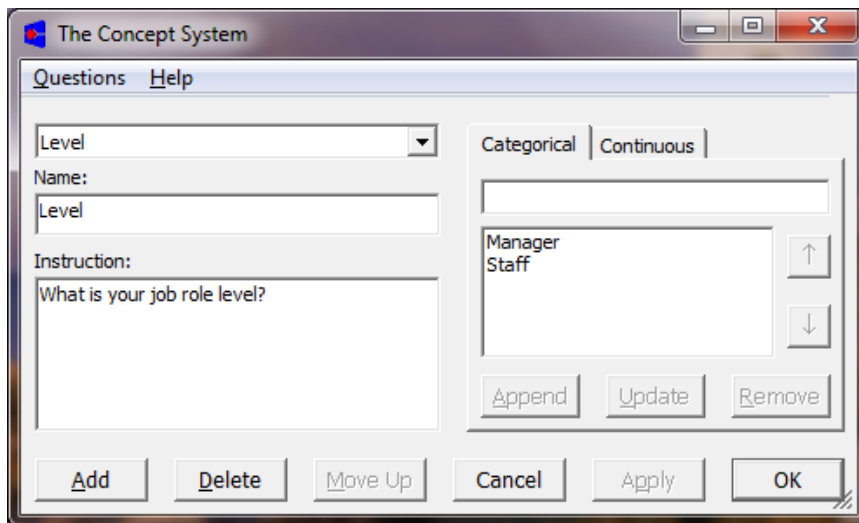 The Concept System
Questions Help
Level
Name:
Level
Instruction:
What is your job role level?
Categorical Continuous
Manager
Staff
Append Update Remove
Add Delete Move Up Cancel Apply OK